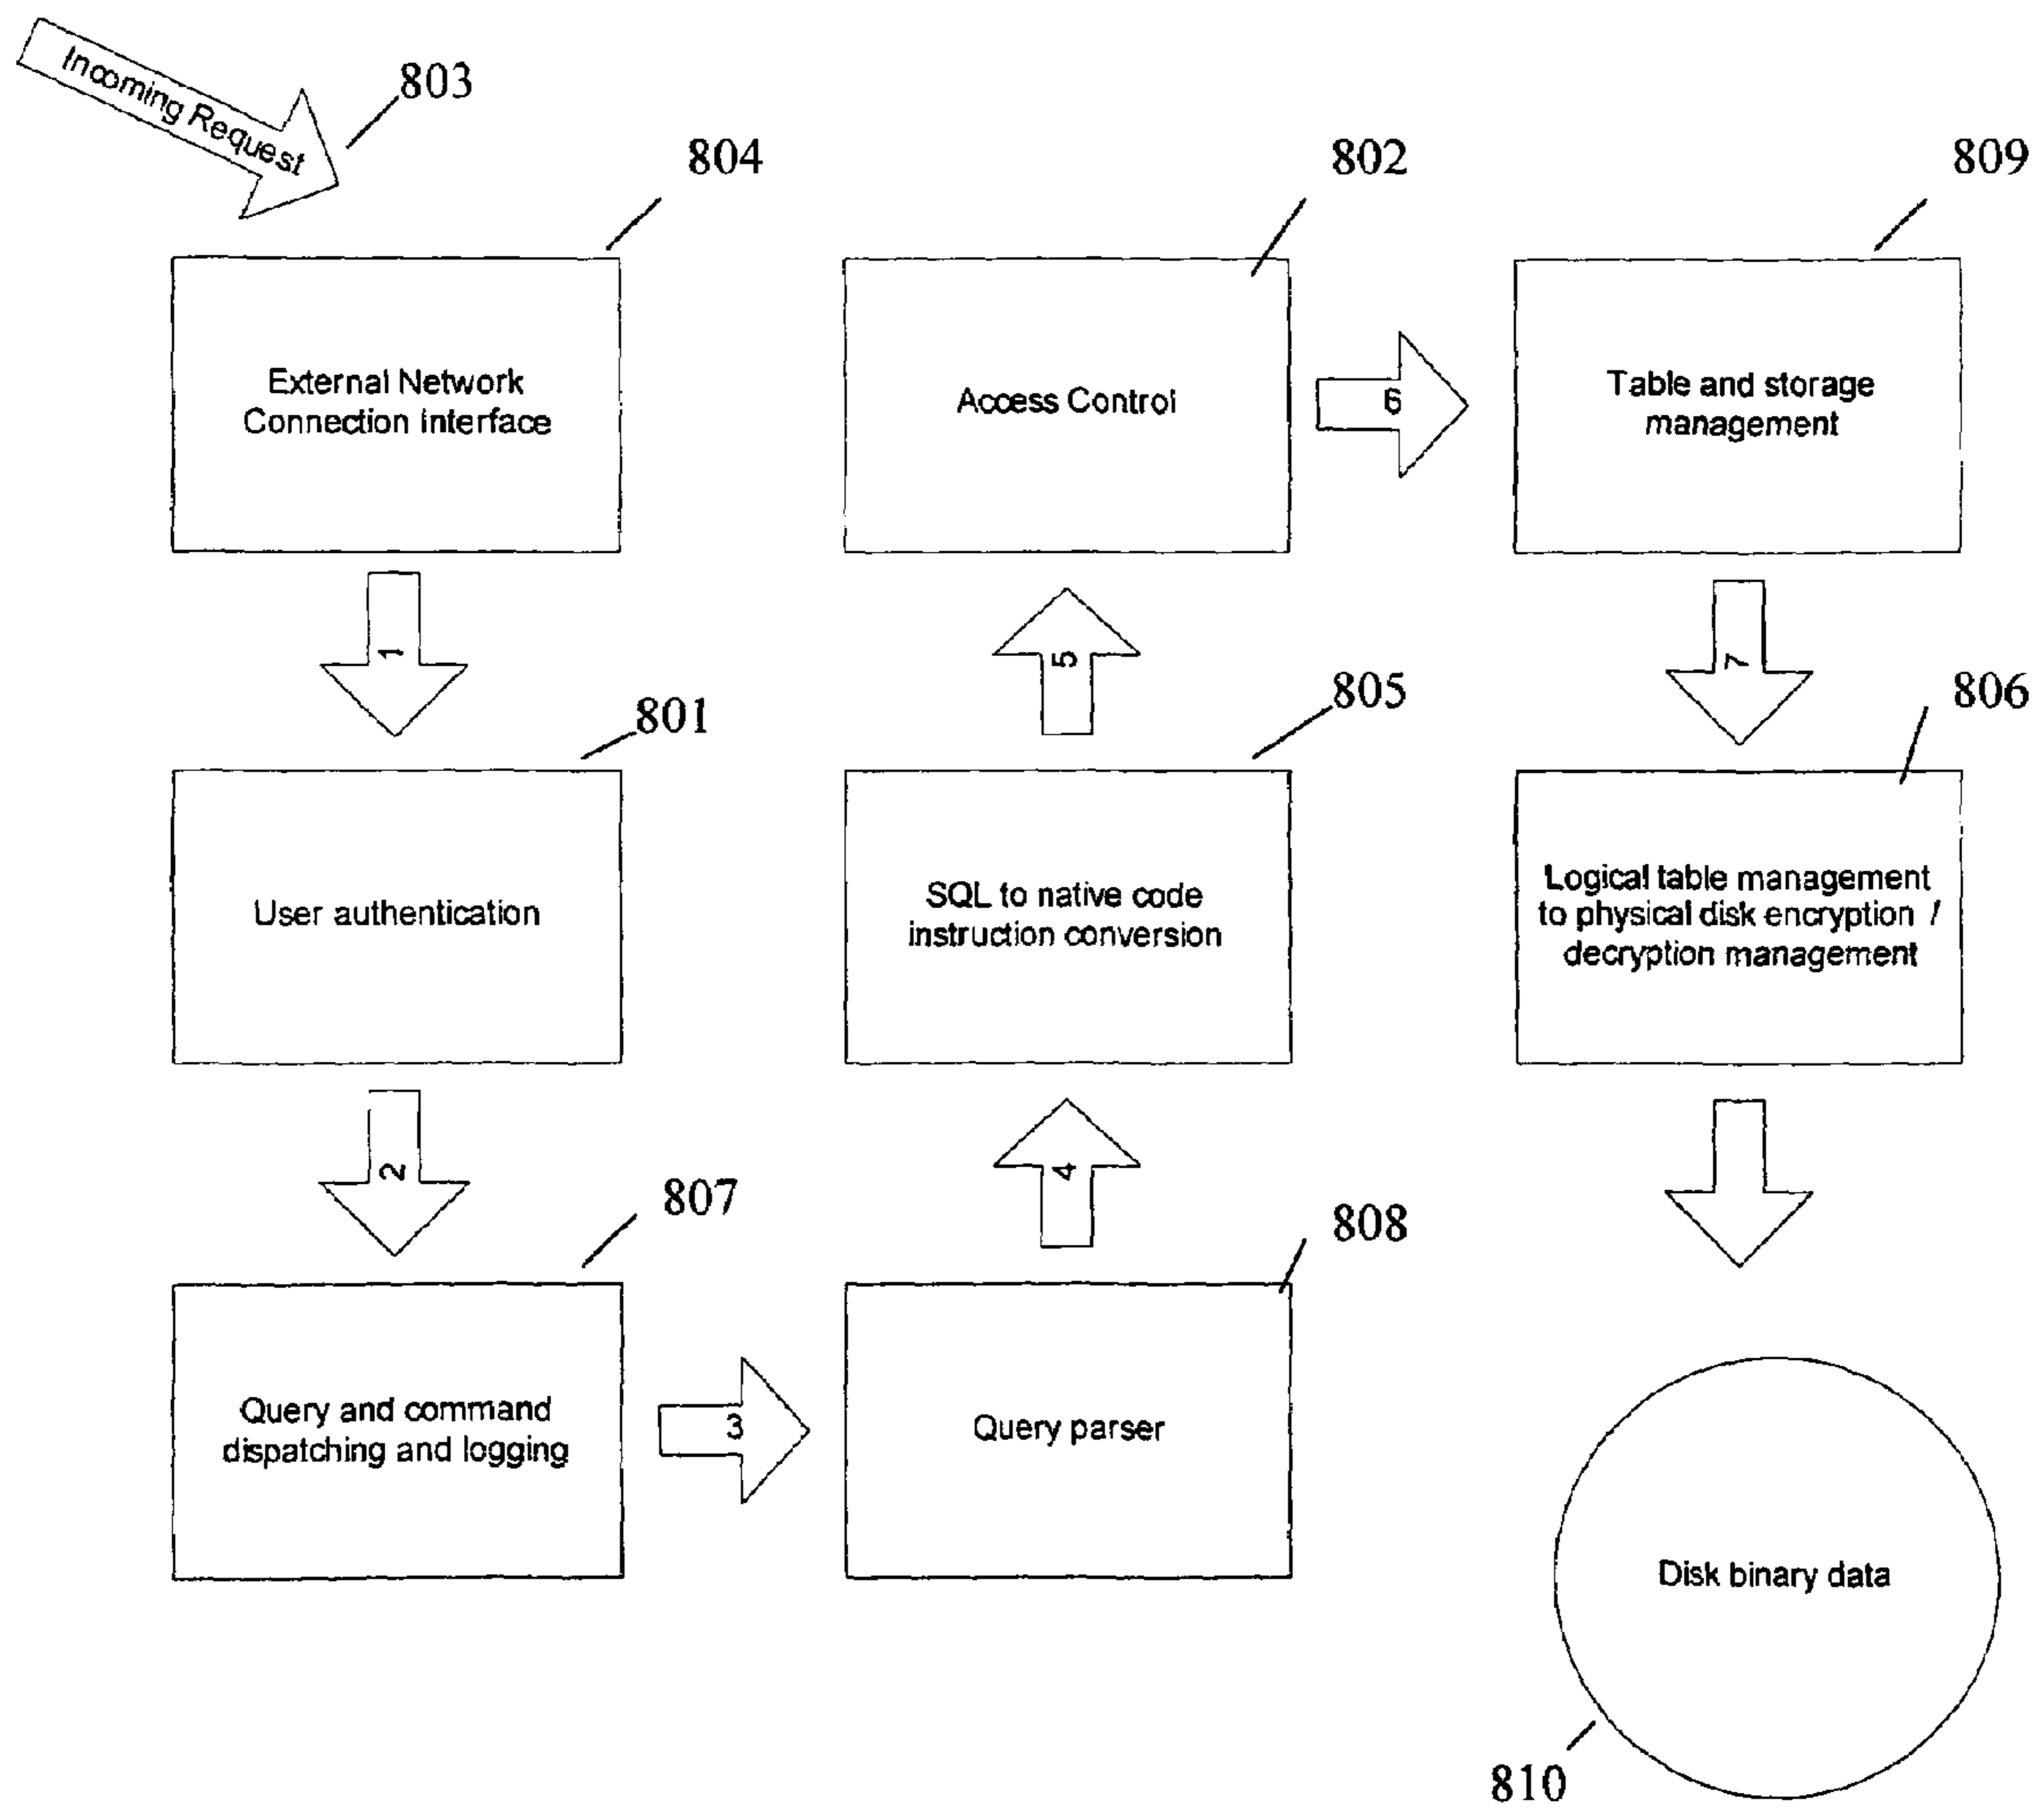 Incoming Request
803
804
802
809
External Network
Connection Interface
Access Control
6
Table and storage
management
1
5
7
801
805
806
User authentication
SQL to native code
instruction conversion
Logical table management
to physical disk encryption /
decryption management
2
4
807
808
Query and command
dispatching and logging
3
Query parser
Disk binary data
810